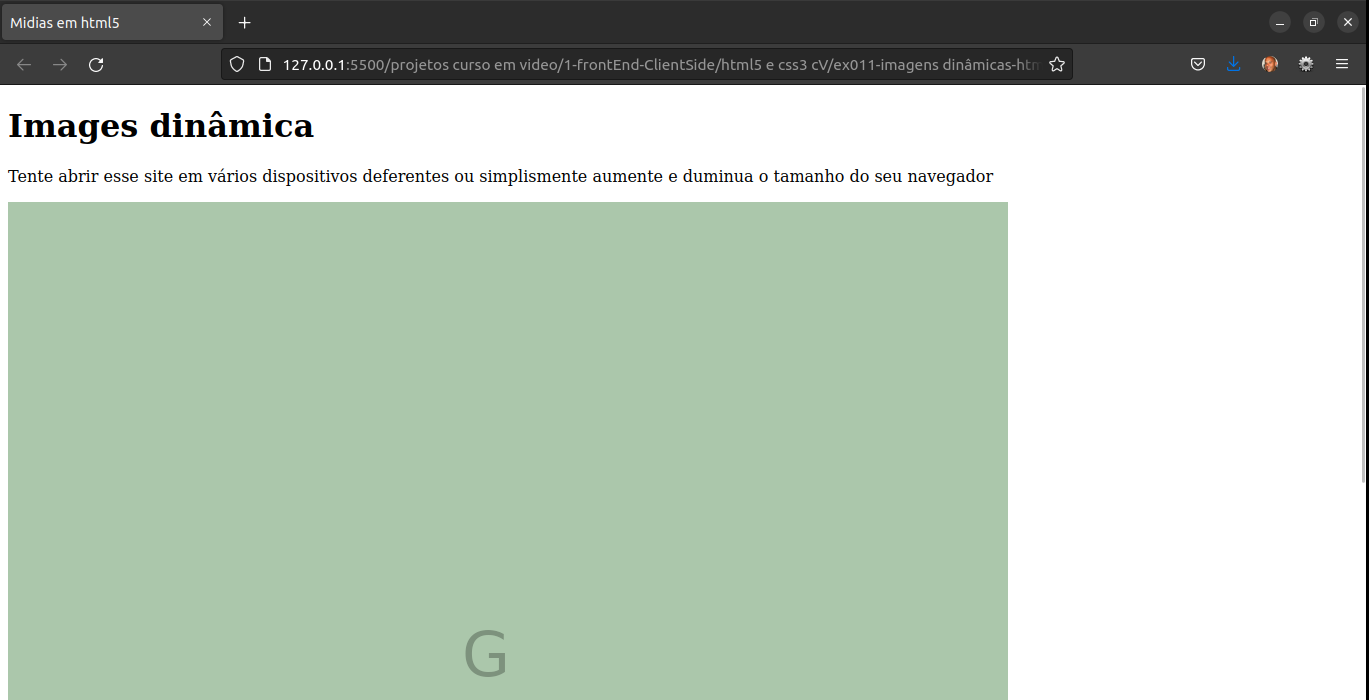 Midias em html5
127.0.0.1:5500/projetos curso em video/1-frontEnd-ClientSide/html5 e css3 cV/ex011-imagens dinâmicas-htm
Images dinâmica
Tente abrir esse site em vários dispositivos deferentes ou simplismente aumente e duminua o tamanho do seu navegador
G